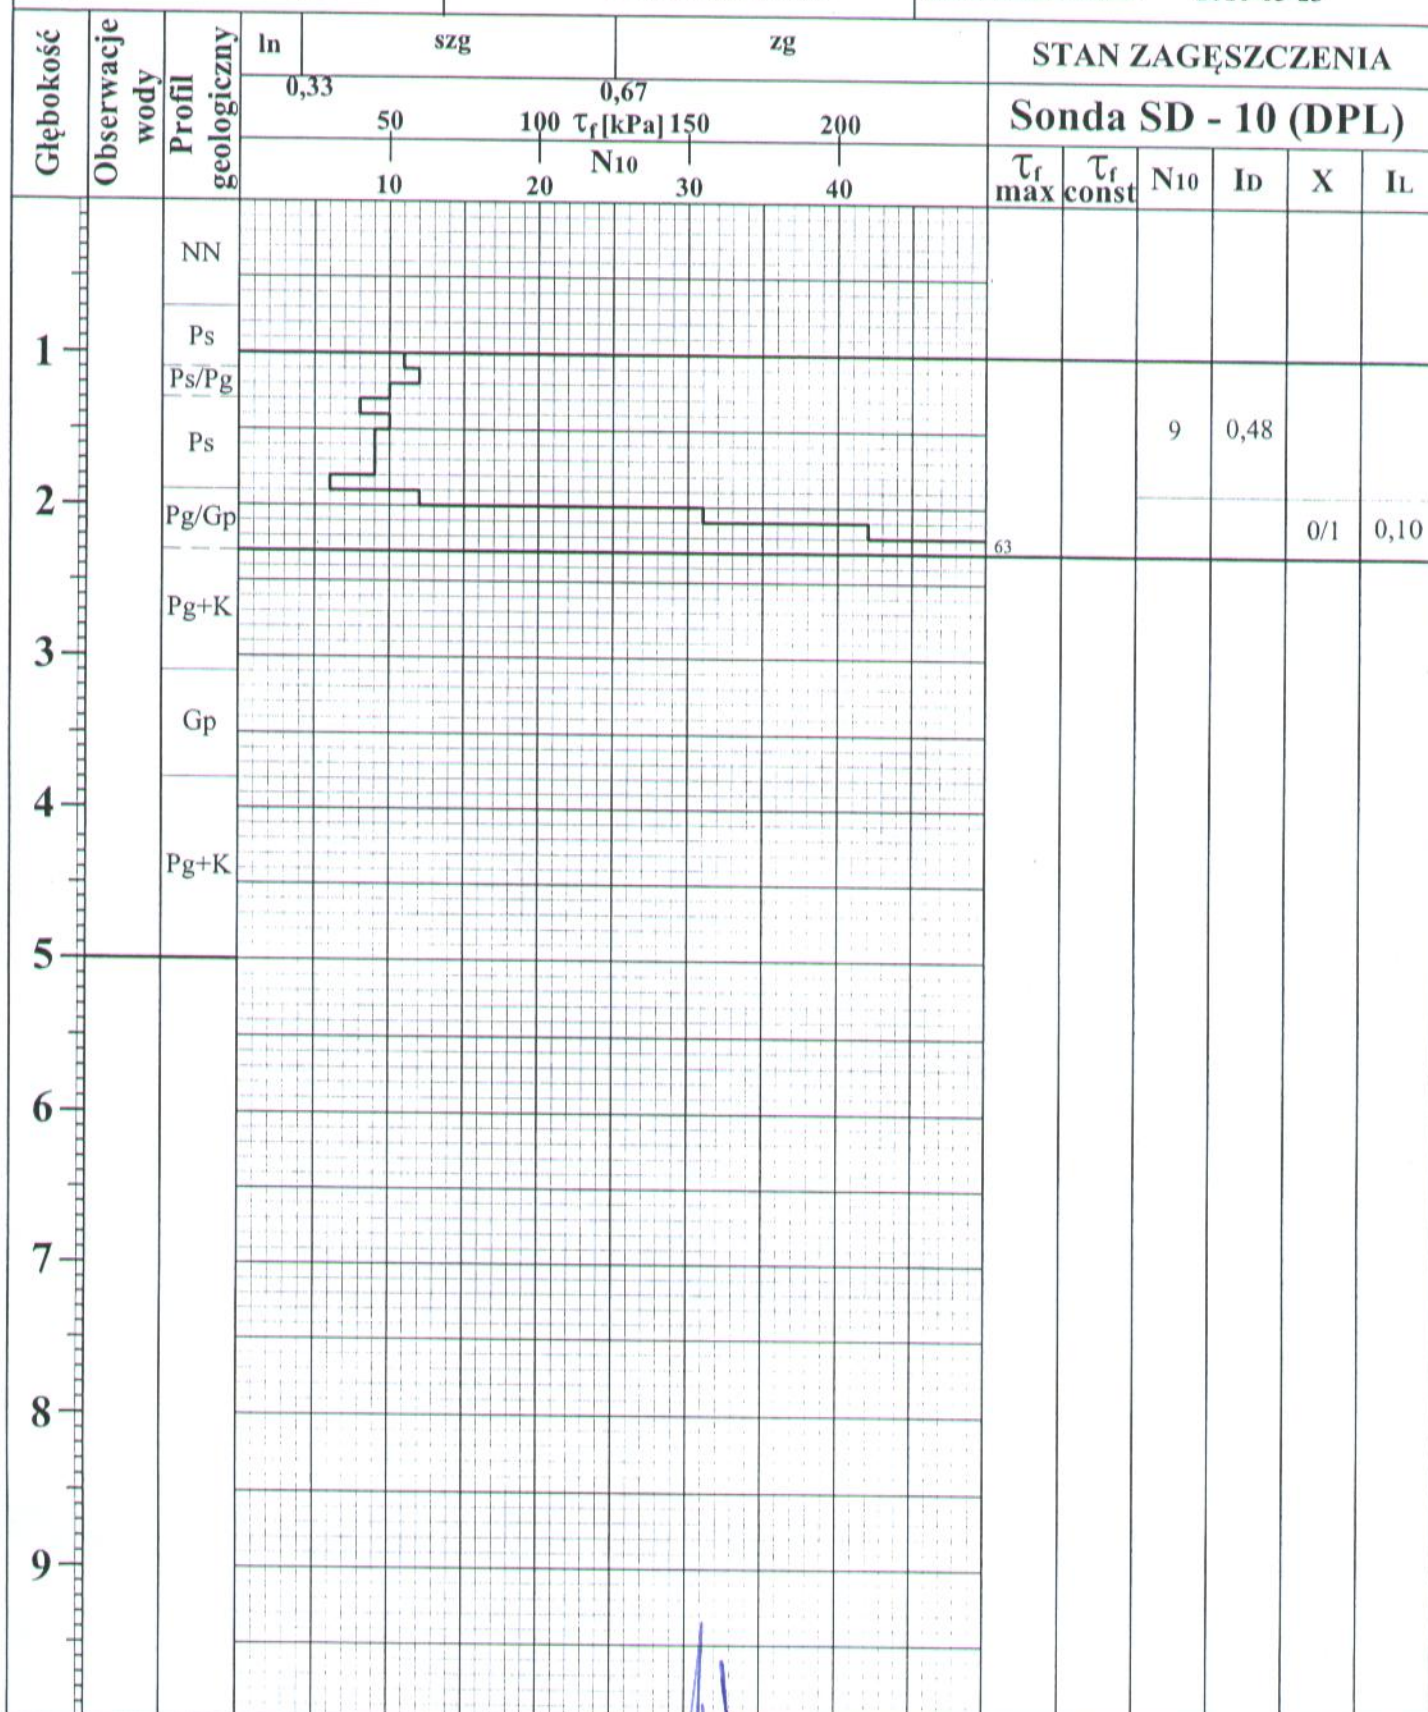 Głębokość
Obserwacje wody
Profil geologiczny
ln szg zg
0,33 0,67
50 100 τf [kPa] 150 200
N10
10 20 30 40
STAN ZAGĘSZCZENIA
Sonda SD - 10 (DPL)
τf max τf const N10 ID X IL
NN
Ps
1
Ps/Pg
Ps
9 0,48
2
Pg/Gp
0/1 0,10
63
Pg+K
3
Gp
4
Pg+K
5
6
7
8
9